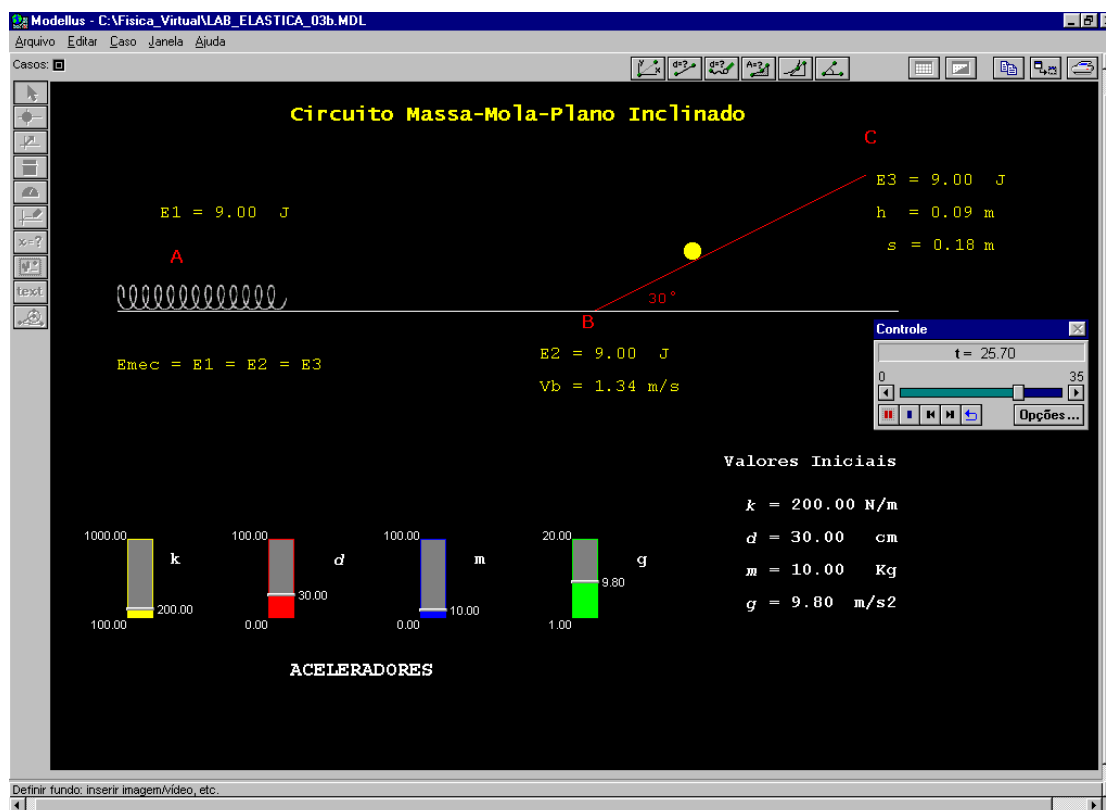 Modellus - C:\Fisica_Virtual\LAB_ELASTICA_03b.MDL
Arquivo Editar Caso Janela Ajuda
Casos:
d=? d=? A=?
x=?
text
Circuito Massa-Mola-Plano Inclinado
C
E3 = 9.00 J
h = 0.09 m
s = 0.18 m
E1 = 9.00 J
A
30°
B
E2 = 9.00 J
Vb = 1.34 m/s
Emec = E1 = E2 = E3
Controle
t = 25.70
0 35
Opções...
Valores Iniciais
k = 200.00 N/m
d = 30.00 cm
m = 10.00 Kg
g = 9.80 m/s2
1000.00 k 200.00 100.00
100.00 d 30.00 0.00
100.00 m 10.00 0.00
20.00 g 9.80 1.00
ACELERADORES
Definir fundo: inserir imagem/vídeo, etc.